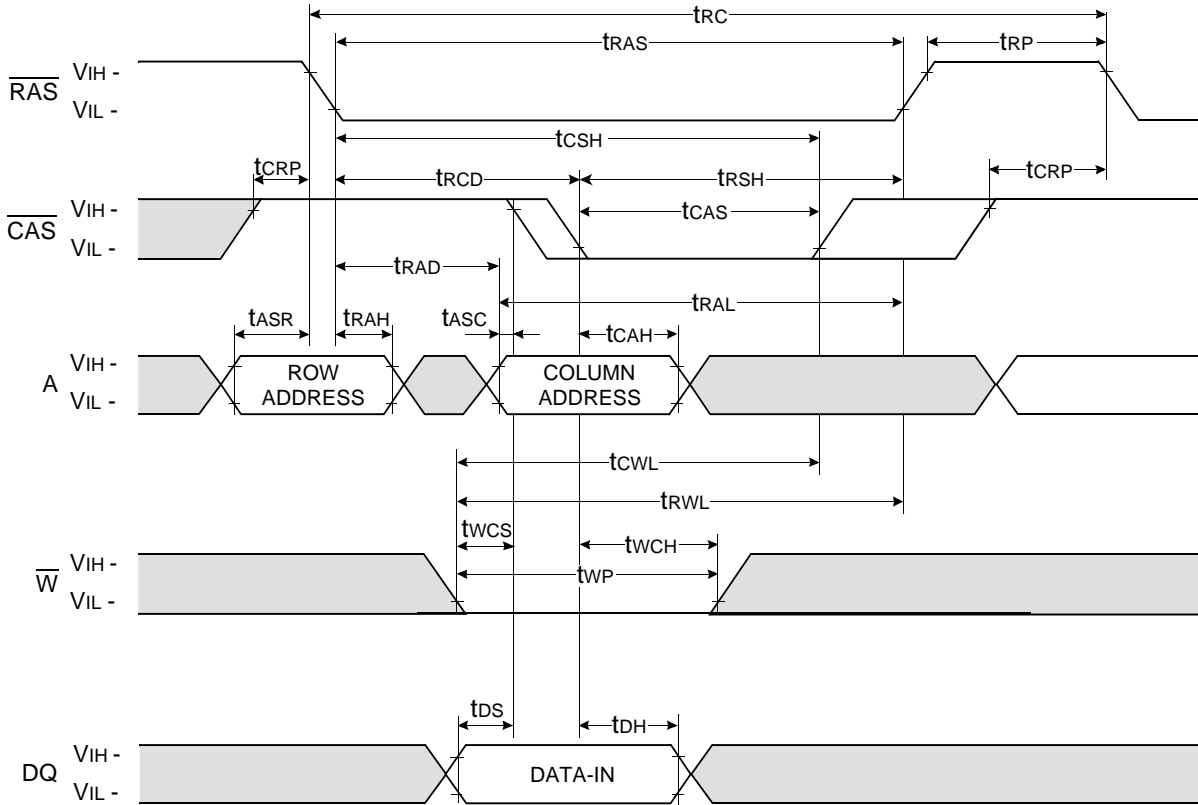 tRC
tRAS
tRP
RAS
VIH -
VIL -
tCSH
tCRP
tRCD
tRSH
tCRP
CAS
VIH -
VIL -
tCAS
tRAD
tRAL
tASR
tRAH
tASC
tCAH
A
VIH -
VIL -
ROW
ADDRESS
COLUMN
ADDRESS
tCWL
tRWL
tWCS
tWCH
W
VIH -
VIL -
tWP
tDS
tDH
DQ
VIH -
VIL -
DATA-IN